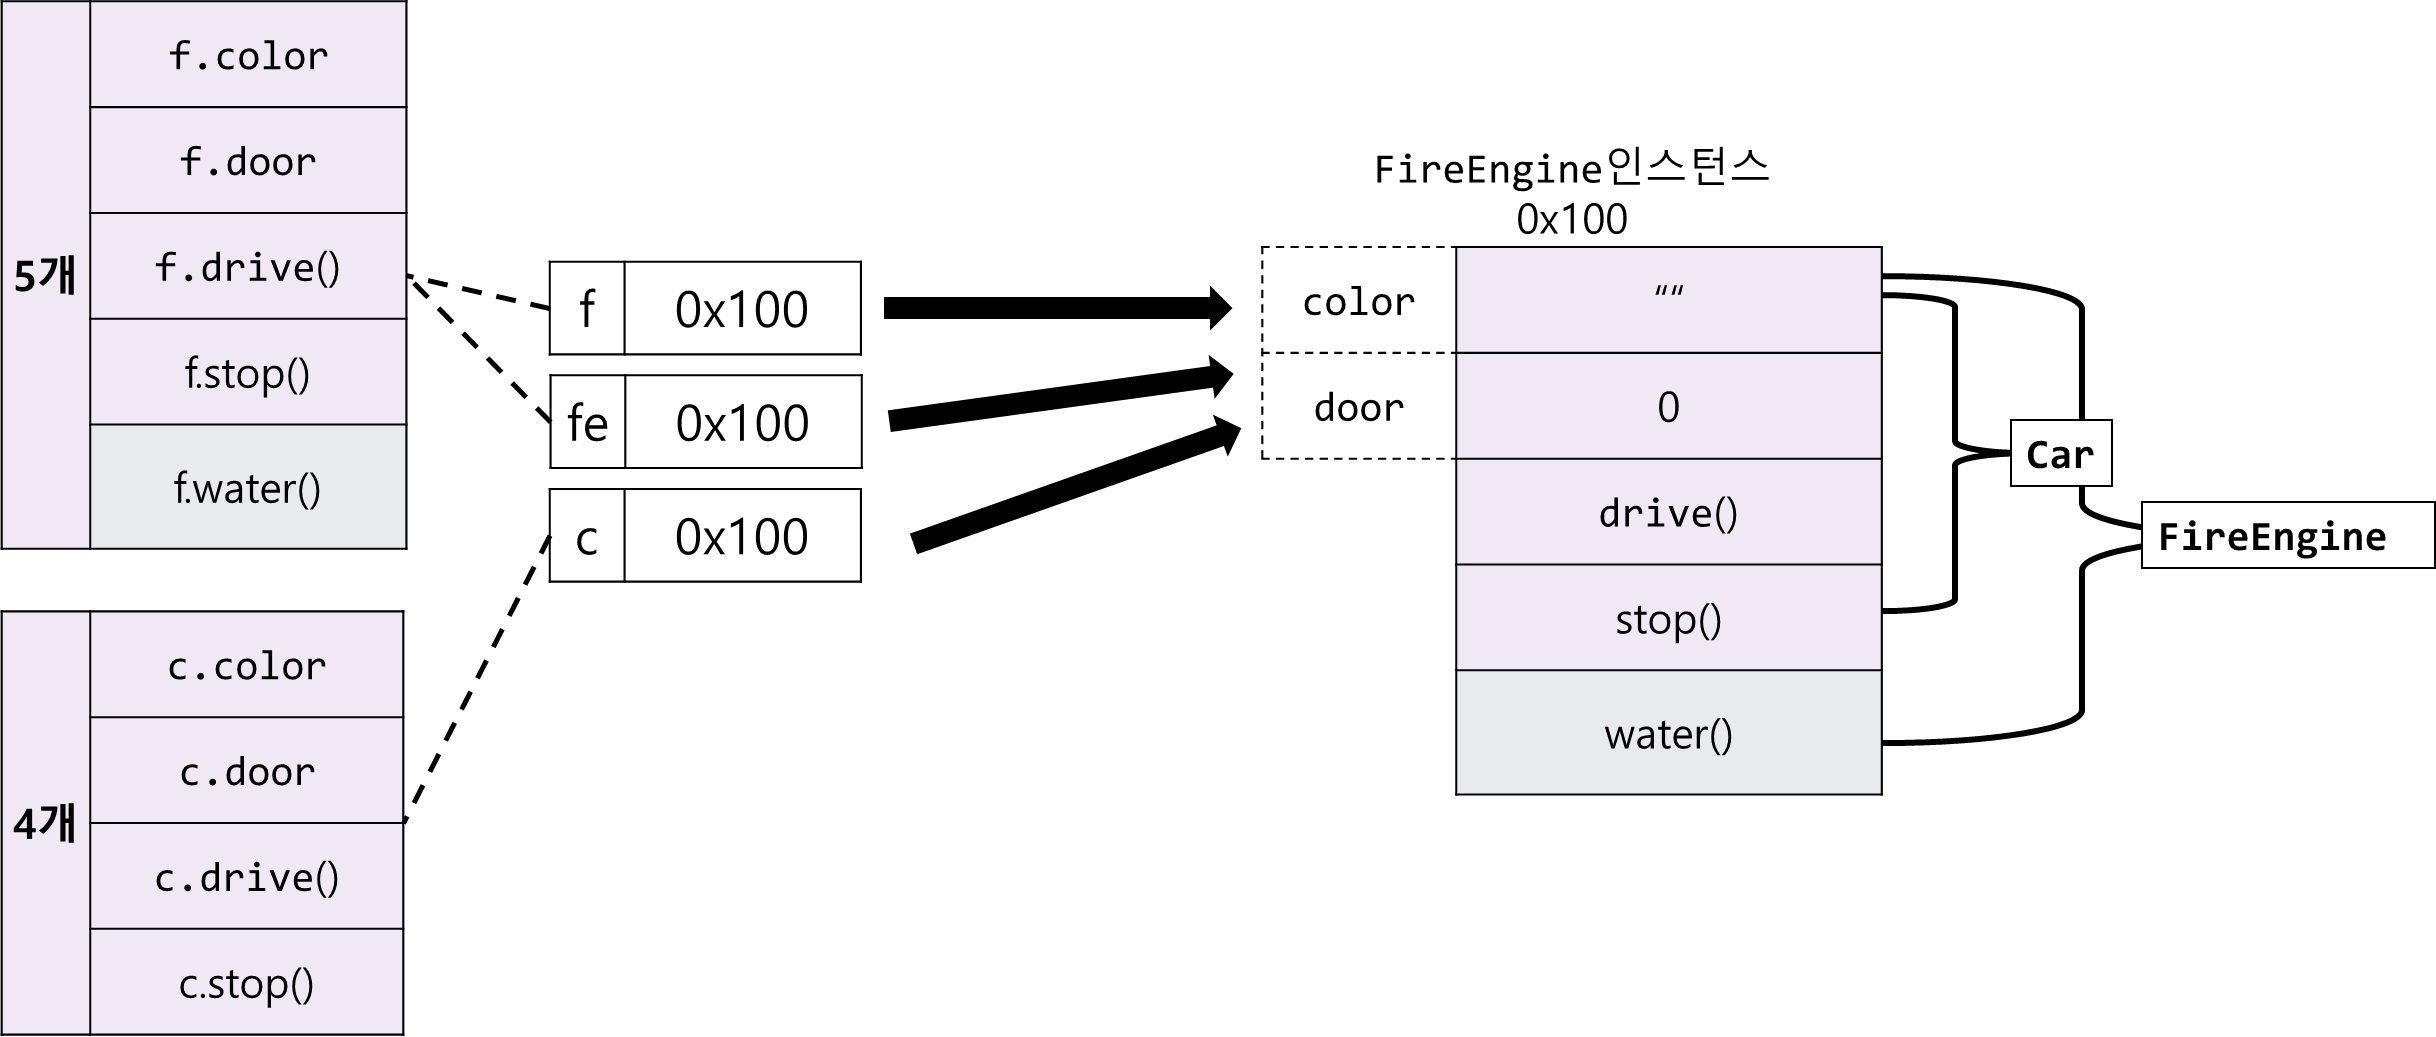 5개
f.color
f.door
f.drive()
f.stop()
f.water()
4개
c.color
c.door
c.drive()
c.stop()
f 0x100
fe 0x100
c 0x100
FireEngine인스턴스
0x100
color ““
door 0
drive()
stop()
water()
Car
FireEngine